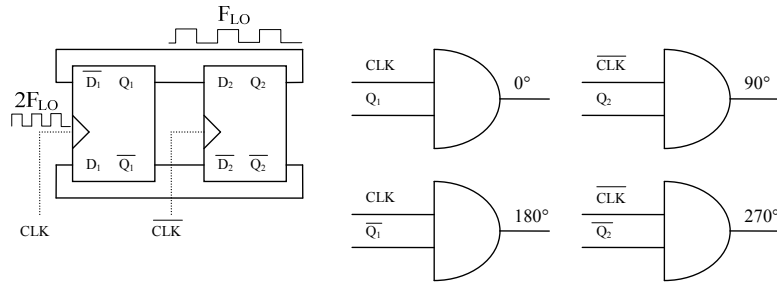 F_LO
2F_LO
D̅₁ Q₁
D₂ Q₂
D₁ Q̅₁
D̅₂ Q̅₂
CLK
C̅L̅K̅
CLK
Q₁
0°
C̅L̅K̅
Q₂
90°
CLK
Q̅₁
180°
C̅L̅K̅
Q̅₂
270°